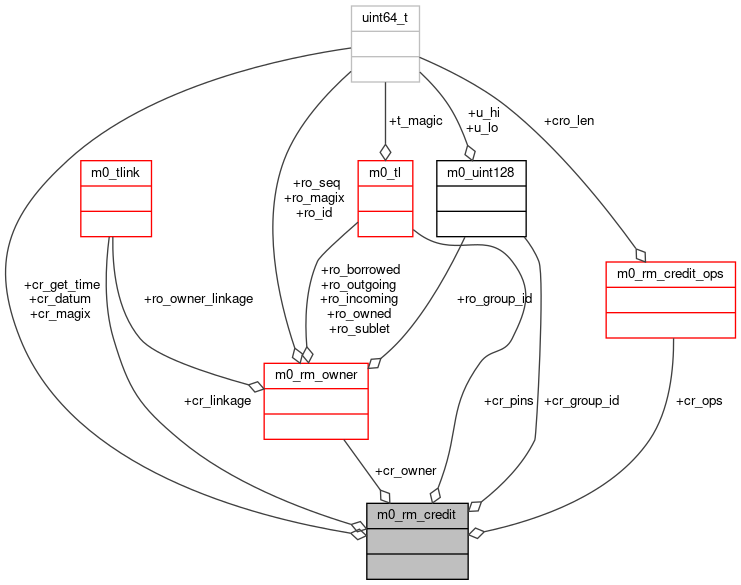 uint64_t
+t_magic
+u_hi
+u_lo
+cro_len
m0_tlink
m0_tl
m0_uint128
+ro_seq
+ro_magix
+ro_id
m0_rm_credit_ops
+cr_get_time
+cr_datum
+cr_magix
+ro_owner_linkage
+ro_borrowed
+ro_outgoing
+ro_incoming
+ro_owned
+ro_sublet
+ro_group_id
m0_rm_owner
+cr_linkage
+cr_pins
+cr_group_id
+cr_ops
+cr_owner
m0_rm_credit